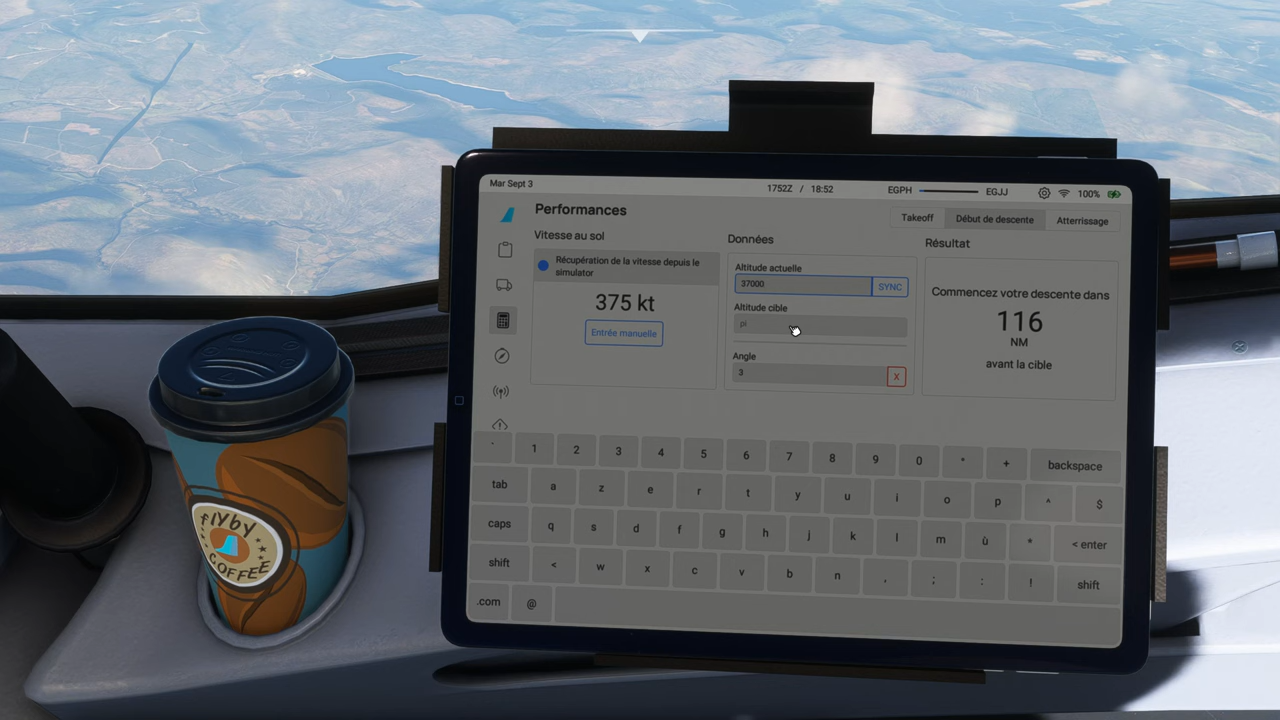 Mar Sept 3
1752Z / 18:52
EGPH
EGJJ
100%
Performances
Takeoff
Début de descente
Atterrissage
Vitesse au sol
Récupération de la vitesse depuis le
simulator
375 kt
Entrée manuelle
Données
Altitude actuelle
37000
SYNC
Altitude cible
pi
Angle
3
X
Résultat
Commencez votre descente dans
116
NM
avant la cible
` 1 2 3 4 5 6 7 8 9 0 * + backspace
tab a z e r t y u i o p ^ $
caps q s d f g h j k l m ù * < enter
shift < w x c v b n , ; : ! shift
.com @
flyby
COFFEE